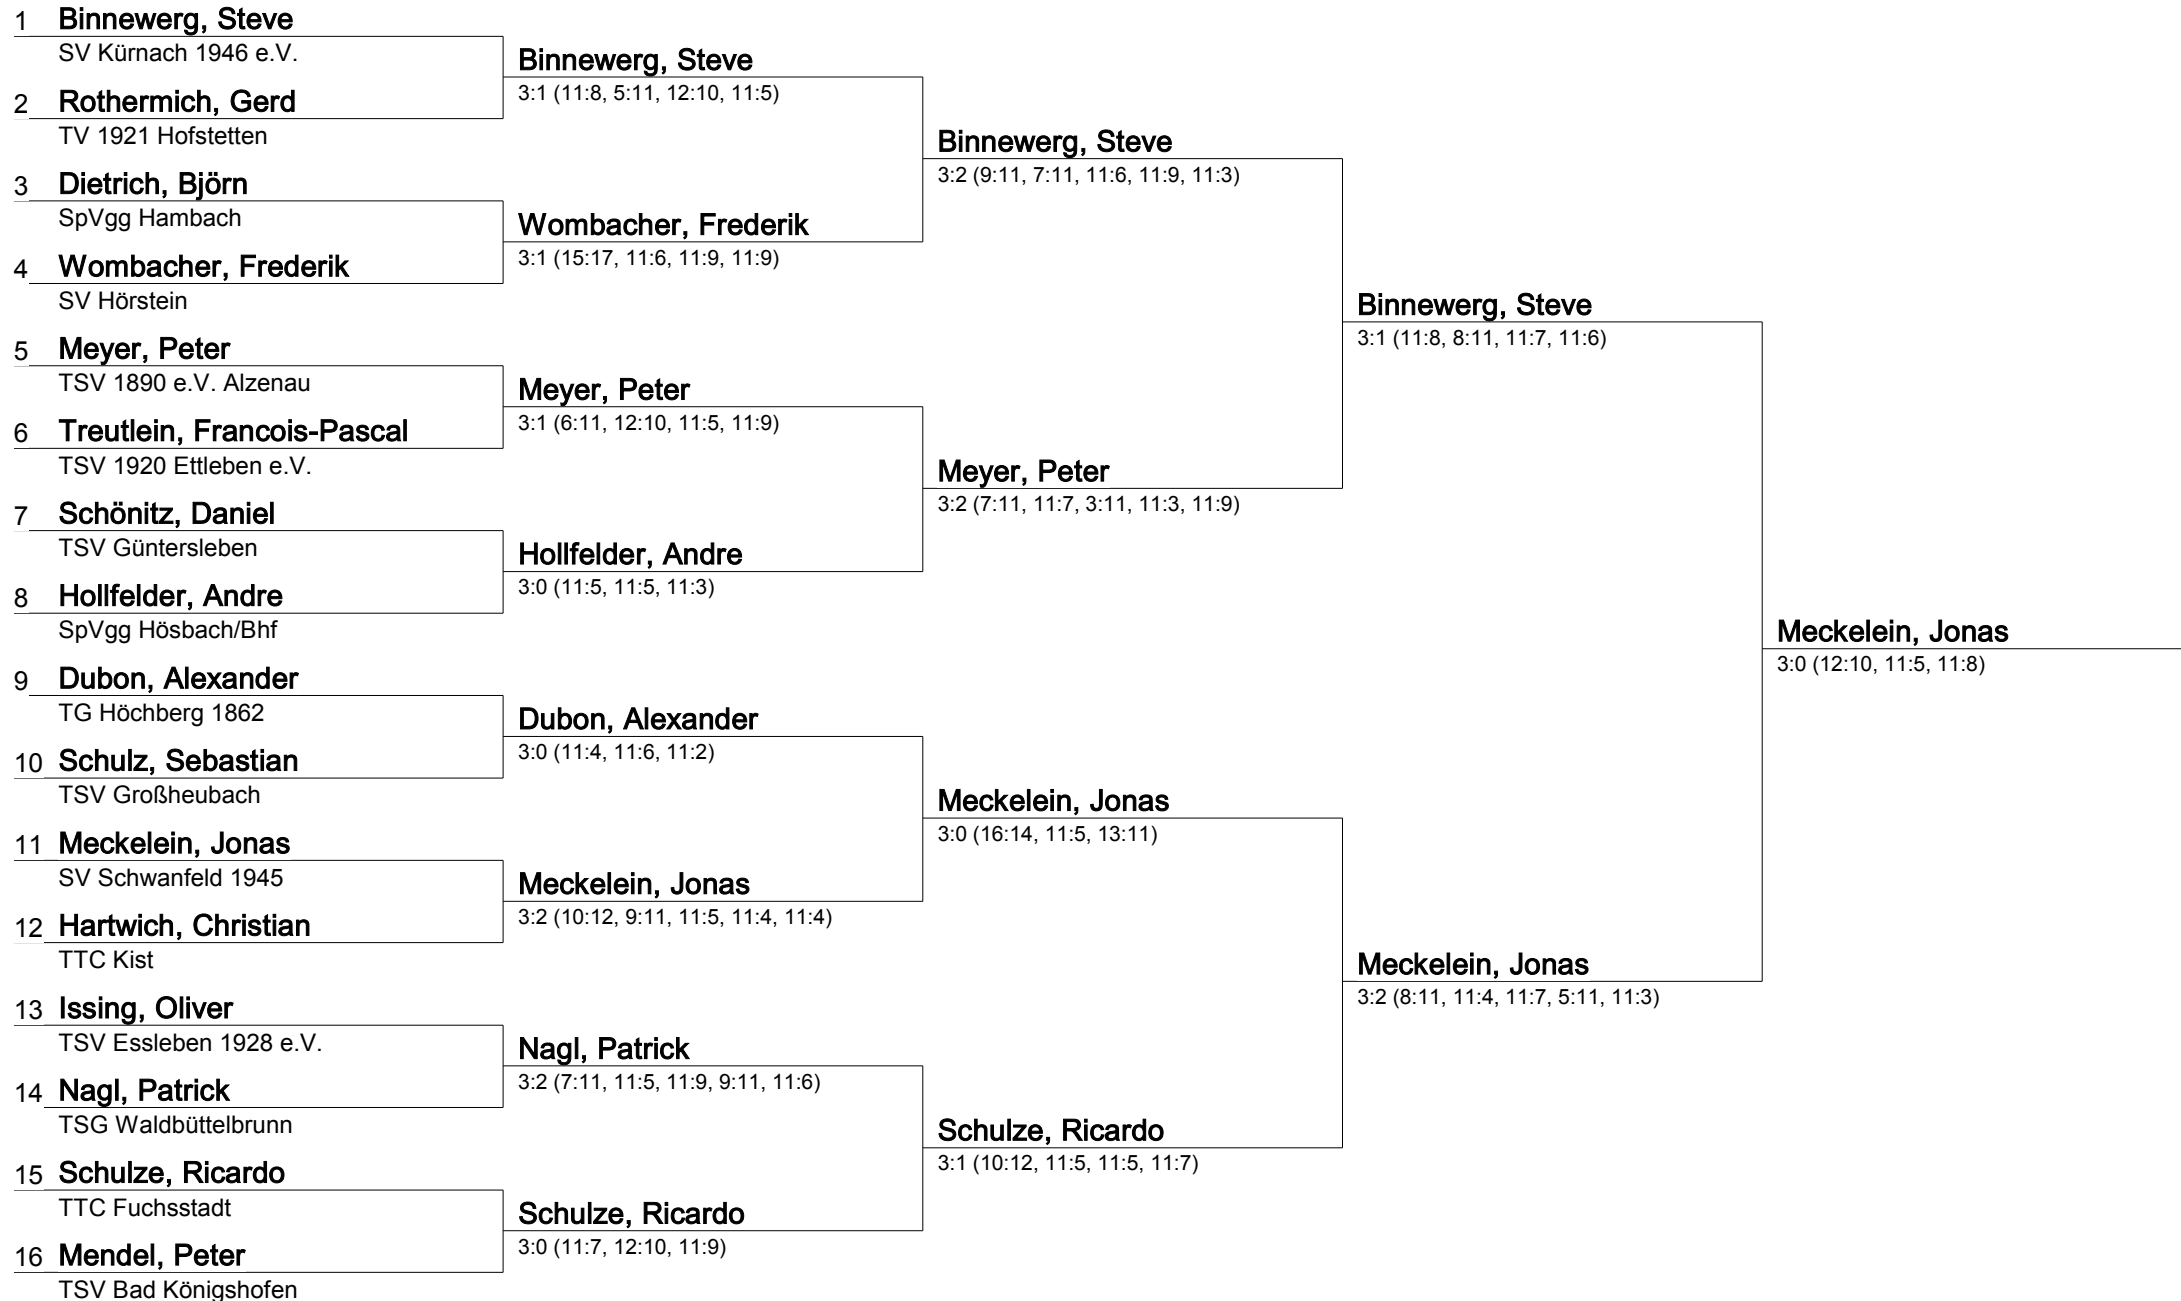 1 Binnewerg, Steve
SV Kürnach 1946 e.V.
2 Rothermich, Gerd
TV 1921 Hofstetten
3 Dietrich, Björn
SpVgg Hambach
4 Wombacher, Frederik
SV Hörstein
5 Meyer, Peter
TSV 1890 e.V. Alzenau
6 Treutlein, Francois-Pascal
TSV 1920 Ettleben e.V.
7 Schönitz, Daniel
TSV Güntersleben
8 Hollfelder, Andre
SpVgg Hösbach/Bhf
9 Dubon, Alexander
TG Höchberg 1862
10 Schulz, Sebastian
TSV Großheubach
11 Meckelein, Jonas
SV Schwanfeld 1945
12 Hartwich, Christian
TTC Kist
13 Issing, Oliver
TSV Essleben 1928 e.V.
14 Nagl, Patrick
TSG Waldbüttelbrunn
15 Schulze, Ricardo
TTC Fuchsstadt
16 Mendel, Peter
TSV Bad Königshofen
Binnewerg, Steve
3:1 (11:8, 5:11, 12:10, 11:5)
Wombacher, Frederik
3:1 (15:17, 11:6, 11:9, 11:9)
Meyer, Peter
3:1 (6:11, 12:10, 11:5, 11:9)
Hollfelder, Andre
3:0 (11:5, 11:5, 11:3)
Dubon, Alexander
3:0 (11:4, 11:6, 11:2)
Meckelein, Jonas
3:2 (10:12, 9:11, 11:5, 11:4, 11:4)
Nagl, Patrick
3:2 (7:11, 11:5, 11:9, 9:11, 11:6)
Schulze, Ricardo
3:0 (11:7, 12:10, 11:9)
Binnewerg, Steve
3:2 (9:11, 7:11, 11:6, 11:9, 11:3)
Meyer, Peter
3:2 (7:11, 11:7, 3:11, 11:3, 11:9)
Meckelein, Jonas
3:0 (16:14, 11:5, 13:11)
Schulze, Ricardo
3:1 (10:12, 11:5, 11:5, 11:7)
Binnewerg, Steve
3:1 (11:8, 8:11, 11:7, 11:6)
Meckelein, Jonas
3:2 (8:11, 11:4, 11:7, 5:11, 11:3)
Meckelein, Jonas
3:0 (12:10, 11:5, 11:8)